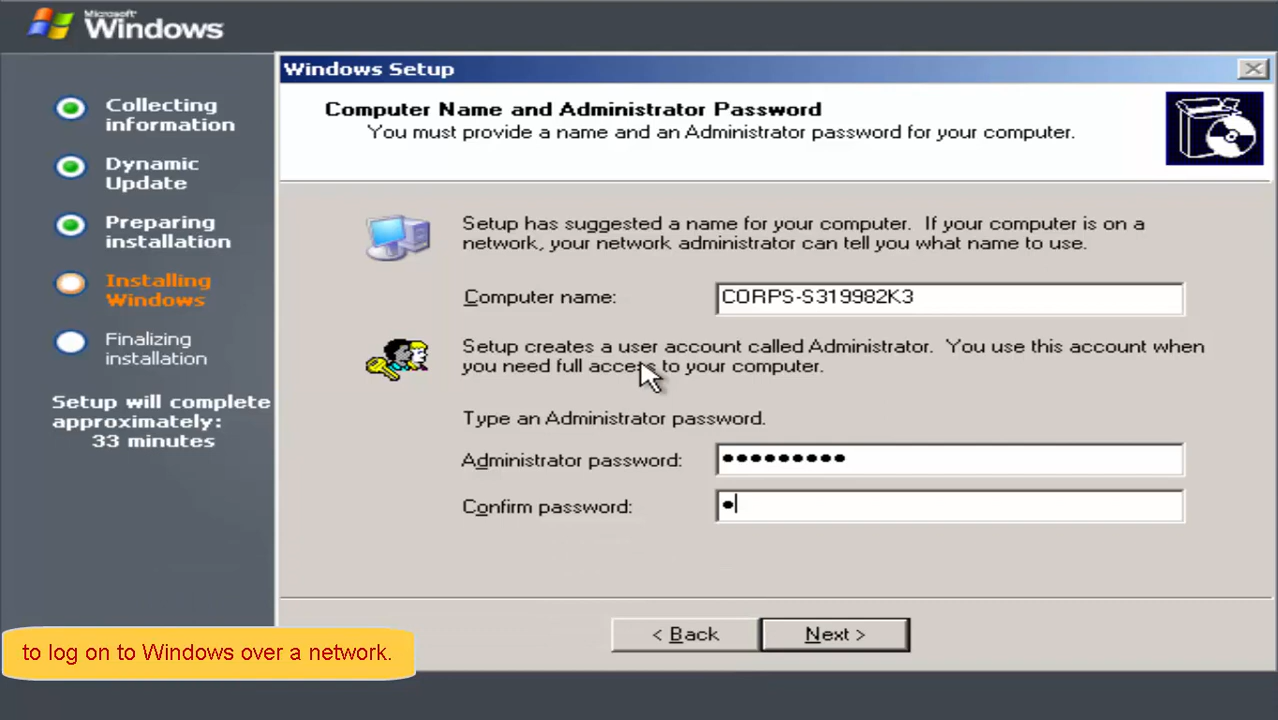 Microsoft
Windows
Collecting
information
Dynamic
Update
Preparing
installation
Installing
Windows
Finalizing
installation
Setup will complete
approximately:
33 minutes
Windows Setup
Computer Name and Administrator Password
You must provide a name and an Administrator password for your computer.
Setup has suggested a name for your computer. If your computer is on a
network, your network administrator can tell you what name to use.
Computer name: CORPS-S319982K3
Setup creates a user account called Administrator. You use this account when
you need full access to your computer.
Type an Administrator password.
Administrator password: •••••••••
Confirm password: •
< Back Next >
to log on to Windows over a network.